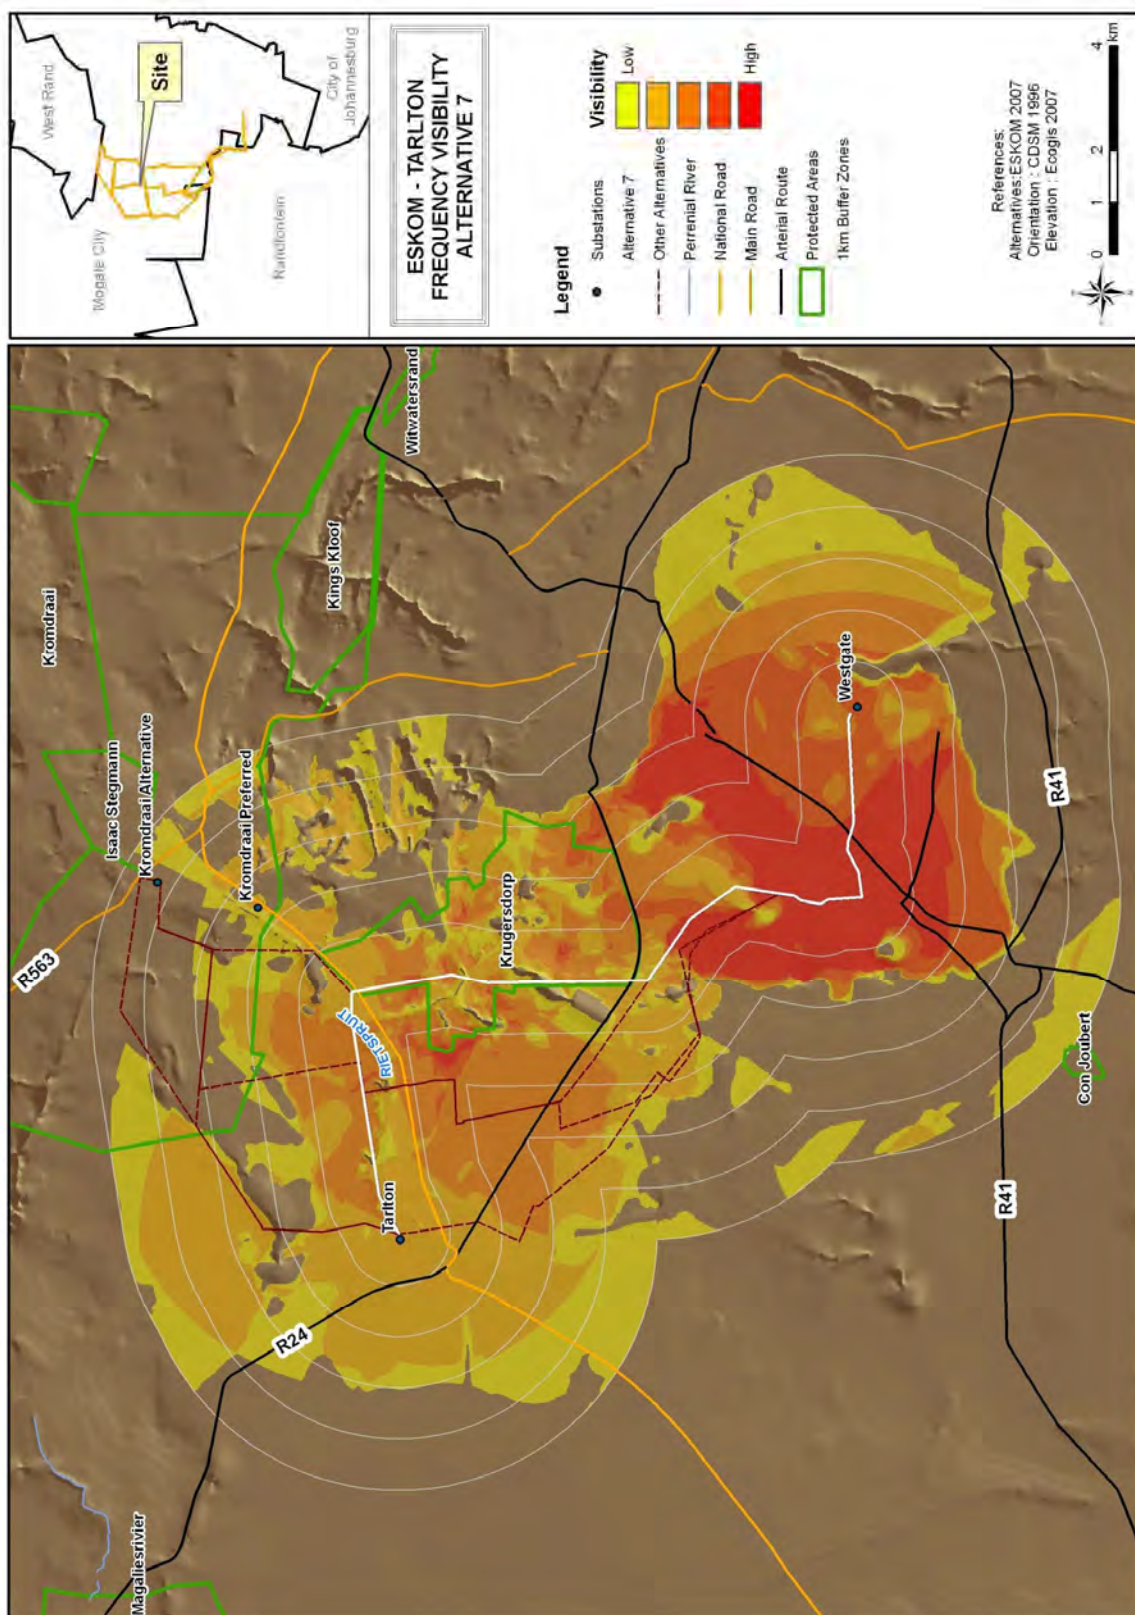 West Rand
Mogale City
Site
City of
Johannesburg
Randfontein
ESKOM - TARLTON
FREQUENCY VISIBILITY
ALTERNATIVE 7
Legend
Substations
Alternative 7
Other Alternatives
Perrenial River
National Road
Main Road
Arterial Route
Protected Areas
1km Buffer Zones
Visibility
Low
High
References:
Alternatives:ESKOM 2007
Orientation : CDSM 1996
Elevation : Ecogis 2007
0 1 2 4
km
Kromdraai
Isaac Stegmann
Kromdraai Alternative
R563
Kromdraai Preferred
Kings Kloof
Witwatersrand
RIETSPRUIT
Krugersdorp
Tarlton
R24
Magaliesrivier
Westgate
R41
Con Joubert
R41